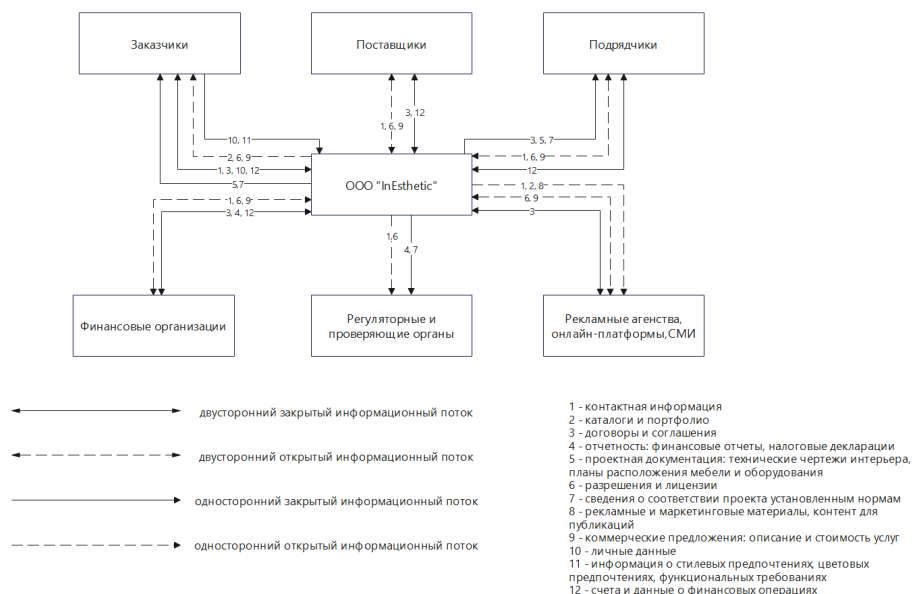 Заказчики
Поставщики
Подрядчики
3, 12
1, 6, 9
10, 11
3, 5, 7
2, 6, 9
1, 6, 9
1, 3, 10, 12
12
5,7
ООО "InEsthetic"
1, 2, 8
1, 6, 9
6, 9
3, 4, 12
3
1,6
4, 7
Финансовые организации
Регуляторные и
проверяющие органы
Рекламные агенства,
онлайн-платформы,СМИ
двусторонний закрытый информационный поток
двусторонний открытый информационный поток
односторонний закрытый информационный поток
односторонний открытый информационный поток
1 - контактная информация
2 - каталоги и портфолио
3 - договоры и соглашения
4 - отчетность: финансовые отчеты, налоговые декларации
5 - проектная документация: технические чертежи интерьера,
планы расположения мебели и оборудования
6 - разрешения и лицензии
7 - сведения о соответствии проекта установленным нормам
8 - рекламные и маркетинговые материалы, контент для
публикаций
9 - коммерческие предложения: описание и стоимость услуг
10 - личные данные
11 - информация о стилевых предпочтениях, цветовых
предпочтениях, функциональных требованиях
12 - счета и данные о финансовых операциях